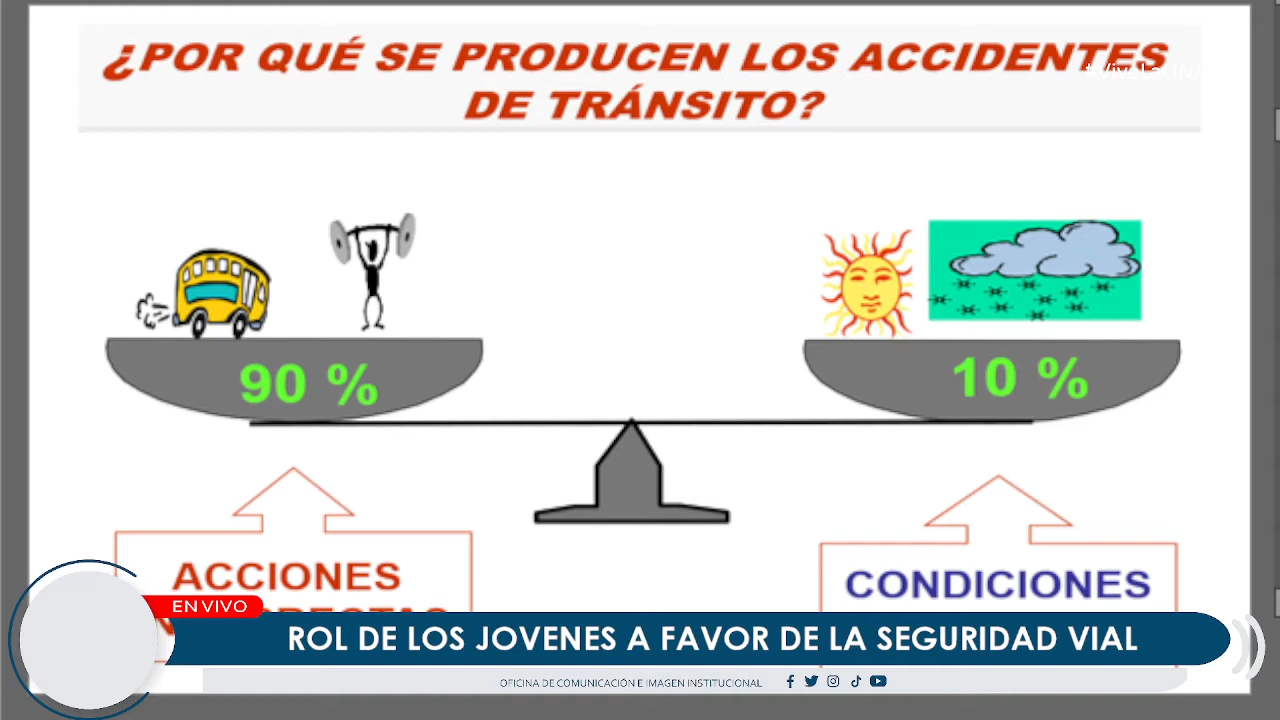 ¿POR QUÉ SE PRODUCEN LOS ACCIDENTES
DE TRÁNSITO?
90 %
10 %
ACCIONES
CONDICIONES
EN VIVO
ROL DE LOS JOVENES A FAVOR DE LA SEGURIDAD VIAL
OFICINA DE COMUNICACIÓN E IMAGEN INSTITUCIONAL